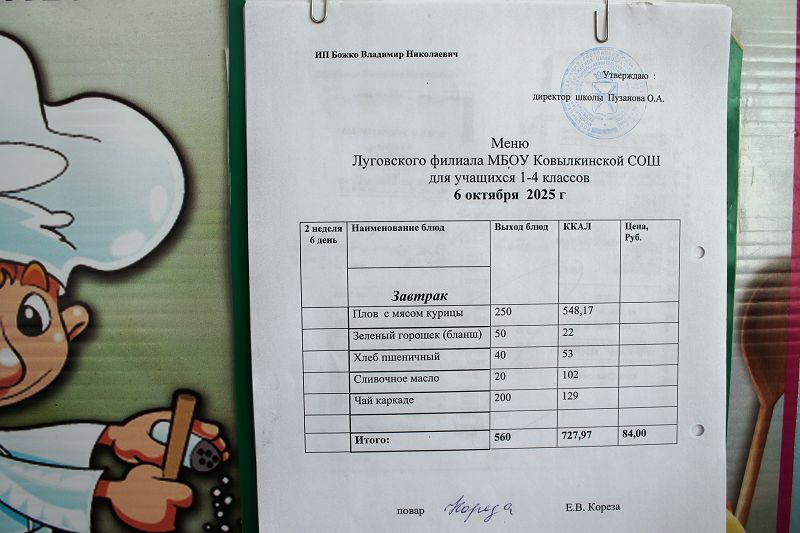 ИП Божко Владимир Николаевич
Утверждаю :
директор школы Пузанова О.А.
Меню
Луговского филиала МБОУ Ковылкинской СОШ
для учащихся 1-4 классов
6 октября 2025 г
2 неделя 6 день Наименование блюд Выход блюд ККАЛ Цена, Руб.
Завтрак
Плов с мясом курицы 250 548,17
Зеленый горошек (бланш) 50 22
Хлеб пшеничный 40 53
Сливочное масло 20 102
Чай каркаде 200 129
Итого: 560 727,97 84,00
повар Кореза Е.В. Кореза